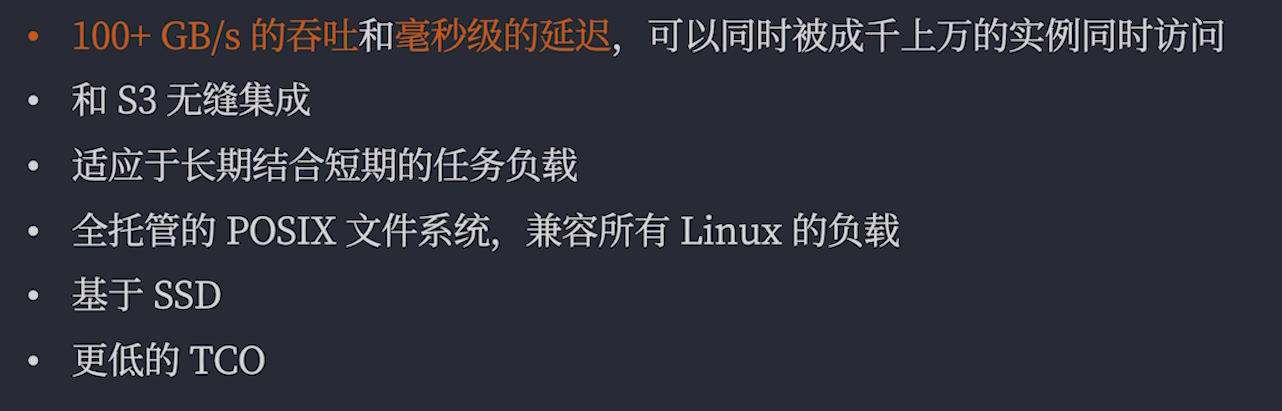 • 100+ GB/s 的吞吐和毫秒级的延迟，可以同时被成千上万的实例同时访问
• 和 S3 无缝集成
• 适应于长期结合短期的任务负载
• 全托管的 POSIX 文件系统，兼容所有 Linux 的负载
• 基于 SSD
• 更低的 TCO